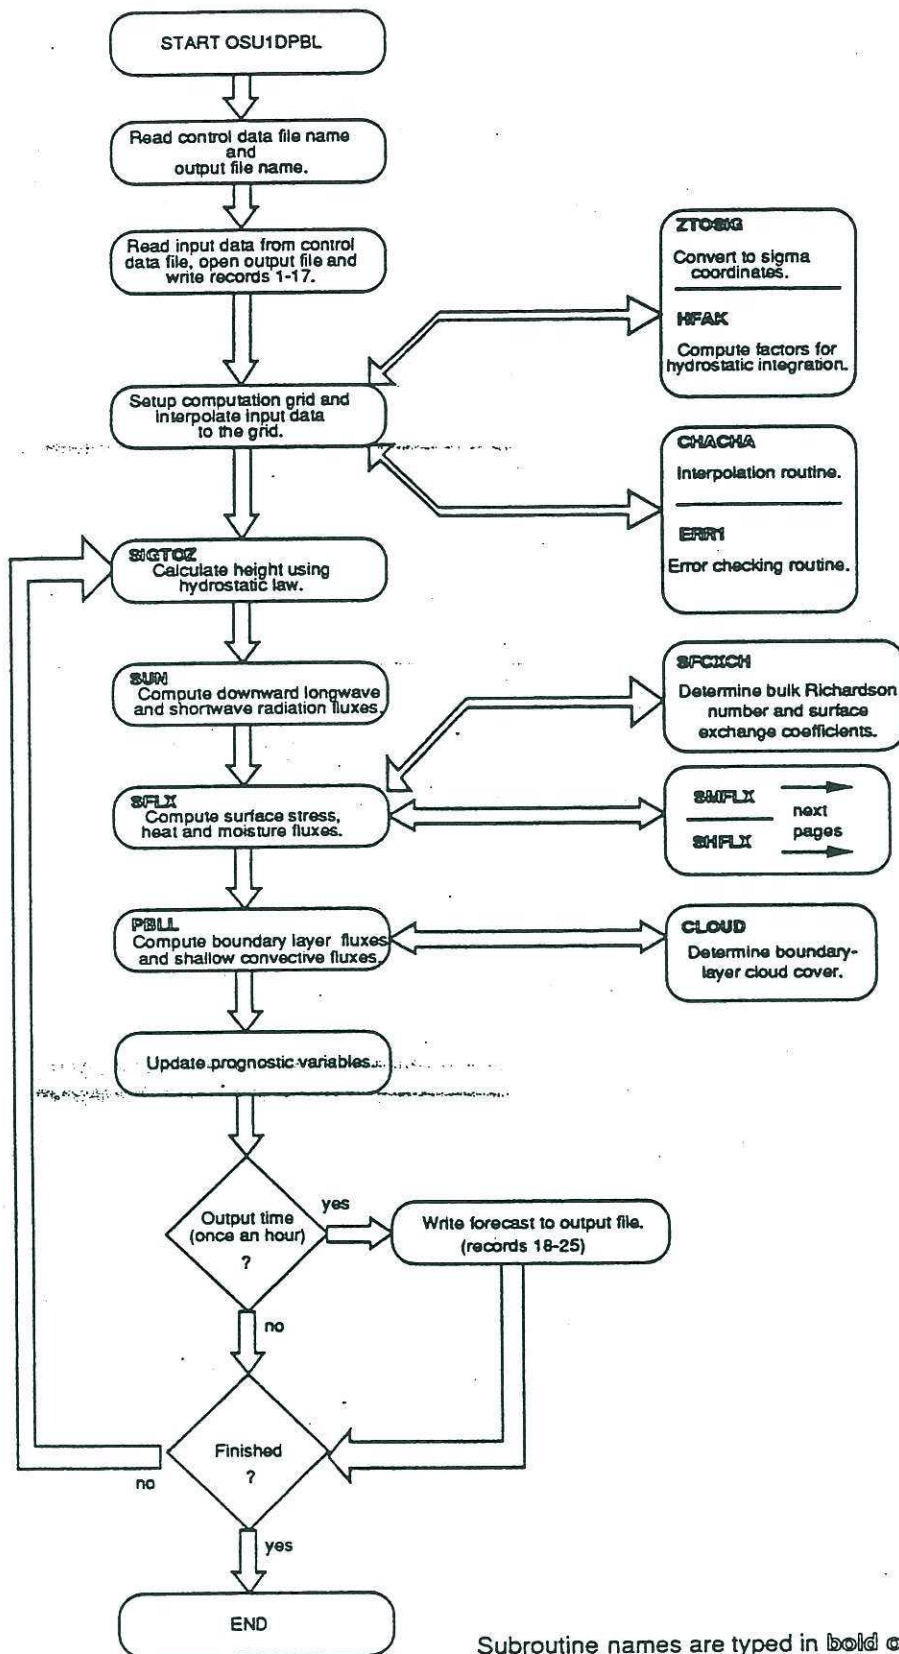 START OSU1DPBL
Read control data file name
and
output file name.
Read input data from control
data file, open output file and
write records 1-17.
ZTOSIG
Convert to sigma
coordinates.
HFAK
Compute factors for
hydrostatic integration.
Setup computation grid and
interpolate input data
to the grid.
CHACHA
Interpolation routine.
ERR1
Error checking routine.
SIGTOZ
Calculate height using
hydrostatic law.
SUN
Compute downward longwave
and shortwave radiation fluxes.
SFCXCH
Determine bulk Richardson
number and surface
exchange coefficients.
SFLX
Compute surface stress,
heat and moisture fluxes.
SMFLX
next
pages
SHFLX
PBLL
Compute boundary layer fluxes
and shallow convective fluxes.
CLOUD
Determine boundary-
layer cloud cover.
Update prognostic variables.
Output time
(once an hour)
?
yes
Write forecast to output file.
(records 18-25)
no
Finished
?
no
yes
END
Subroutine names are typed in bold